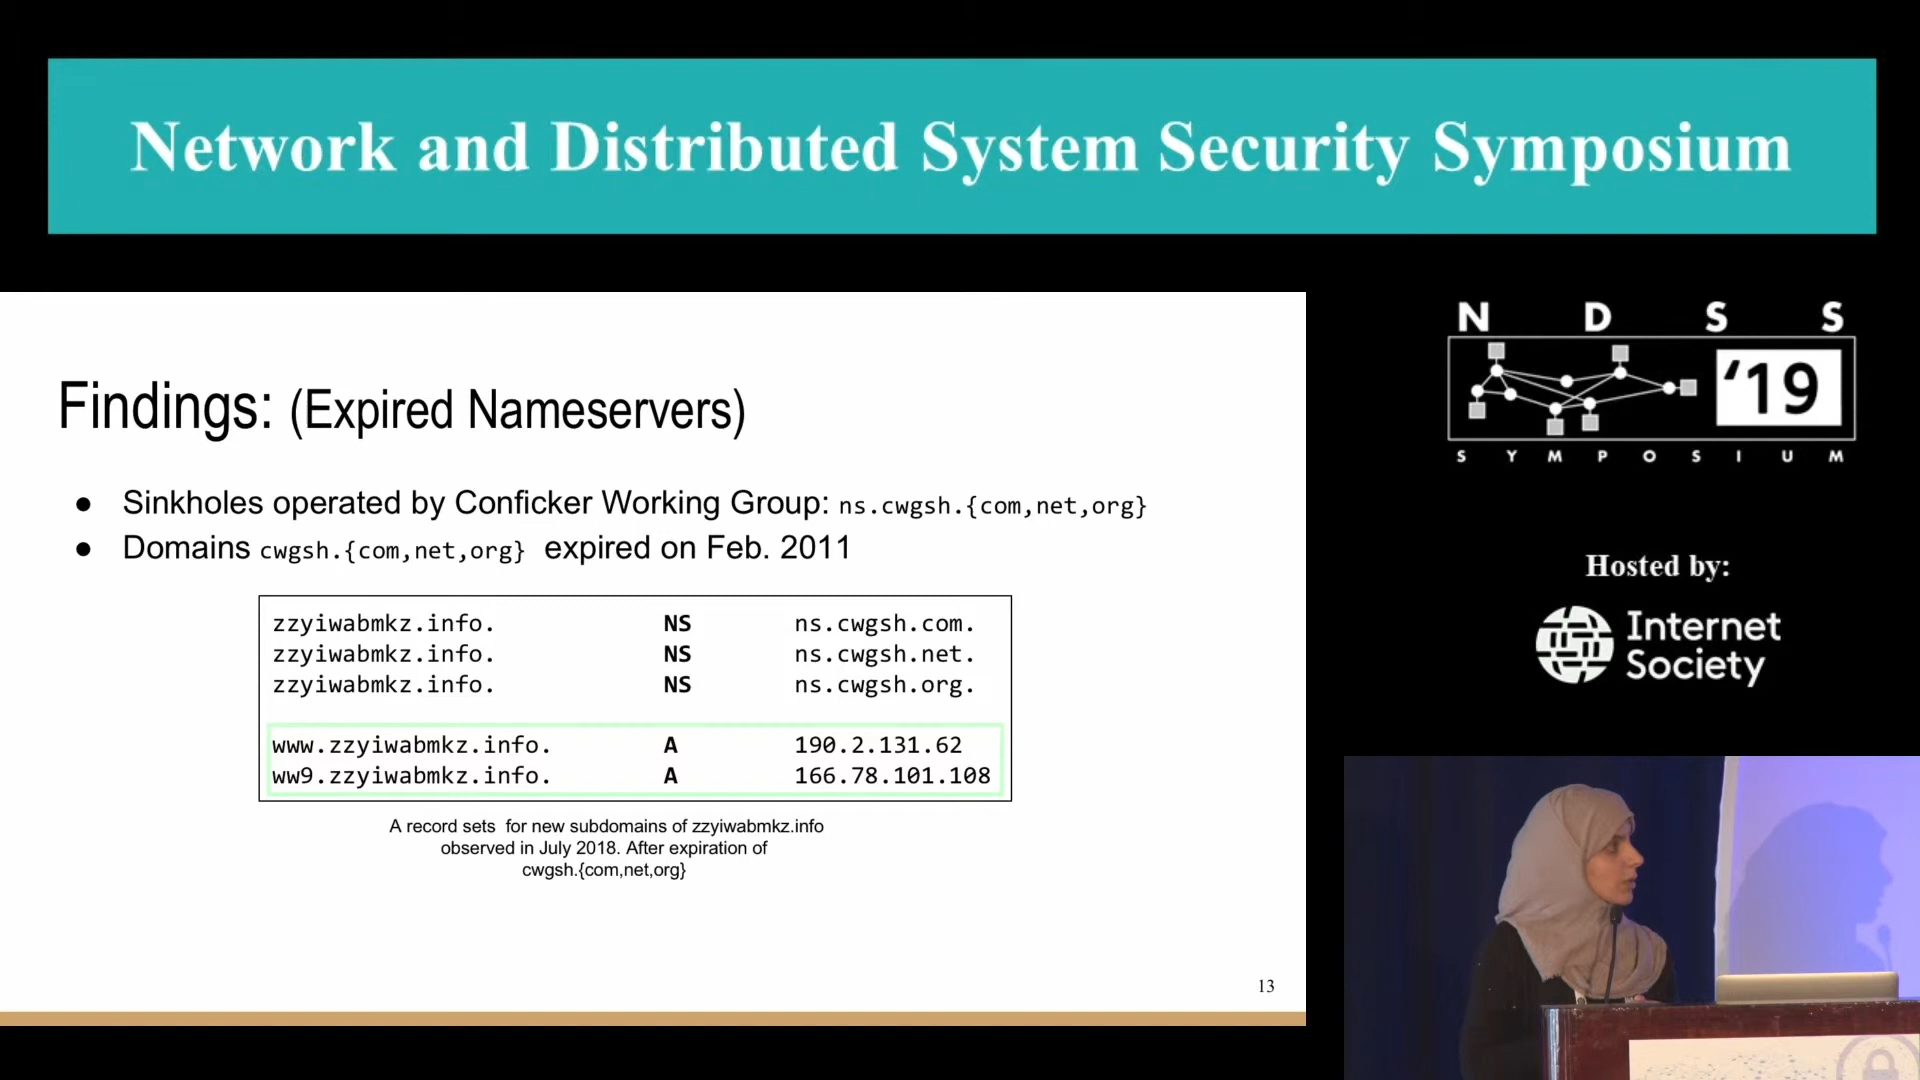 Network and Distributed System Security Symposium
N D S S
'19
S Y M P O S I U M
Hosted by:
Internet
Society
Findings: (Expired Nameservers)
● Sinkholes operated by Conficker Working Group: ns.cwgsh.{com,net,org}
● Domains cwgsh.{com,net,org} expired on Feb. 2011
zzyiwabmkz.info. NS ns.cwgsh.com.
zzyiwabmkz.info. NS ns.cwgsh.net.
zzyiwabmkz.info. NS ns.cwgsh.org.
www.zzyiwabmkz.info. A 190.2.131.62
ww9.zzyiwabmkz.info. A 166.78.101.108
A record sets for new subdomains of zzyiwabmkz.info
observed in July 2018. After expiration of
cwgsh.{com,net,org}
13